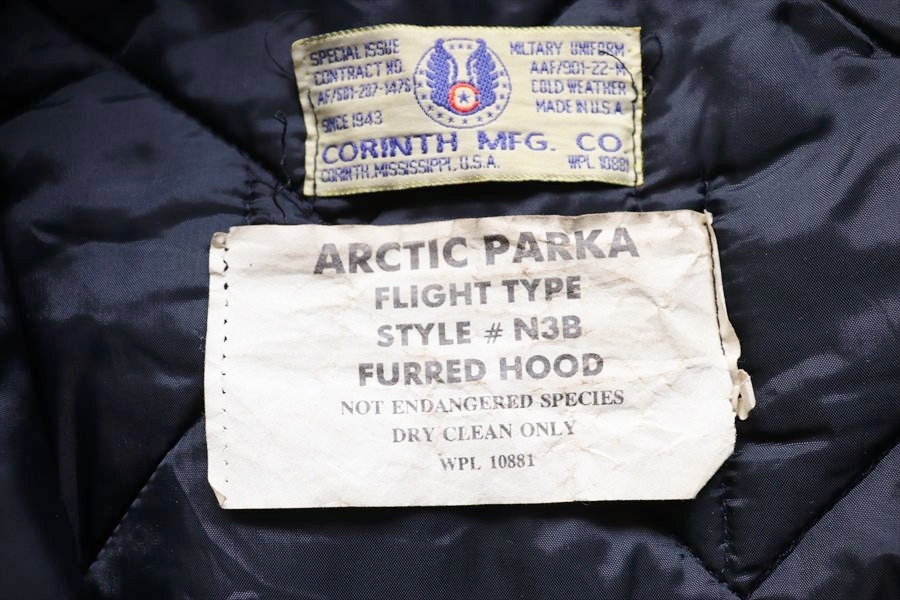 SPECIAL ISSUE
CONTRACT NO.
AF/501-287-1476
SINCE 1943
MILTARY UNIFORM
AAF/901-22-M
COLD WEATHER
MADE IN U.S.A
CORINTH MFG. CO.
CORINTH, MISSISSIPPI, U.S.A. WPL 10881
ARCTIC PARKA
FLIGHT TYPE
STYLE # N3B
FURRED HOOD
NOT ENDANGERED SPECIES
DRY CLEAN ONLY
WPL 10881